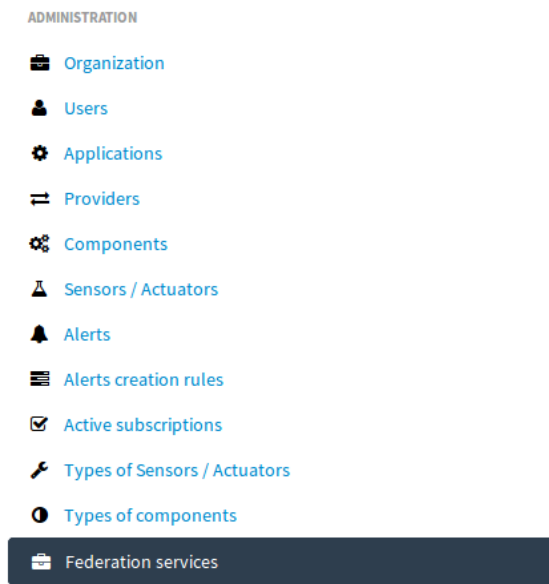 ADMINISTRATION
Organization
Users
Applications
Providers
Components
Sensors / Actuators
Alerts
Alerts creation rules
Active subscriptions
Types of Sensors / Actuators
Types of components
Federation services